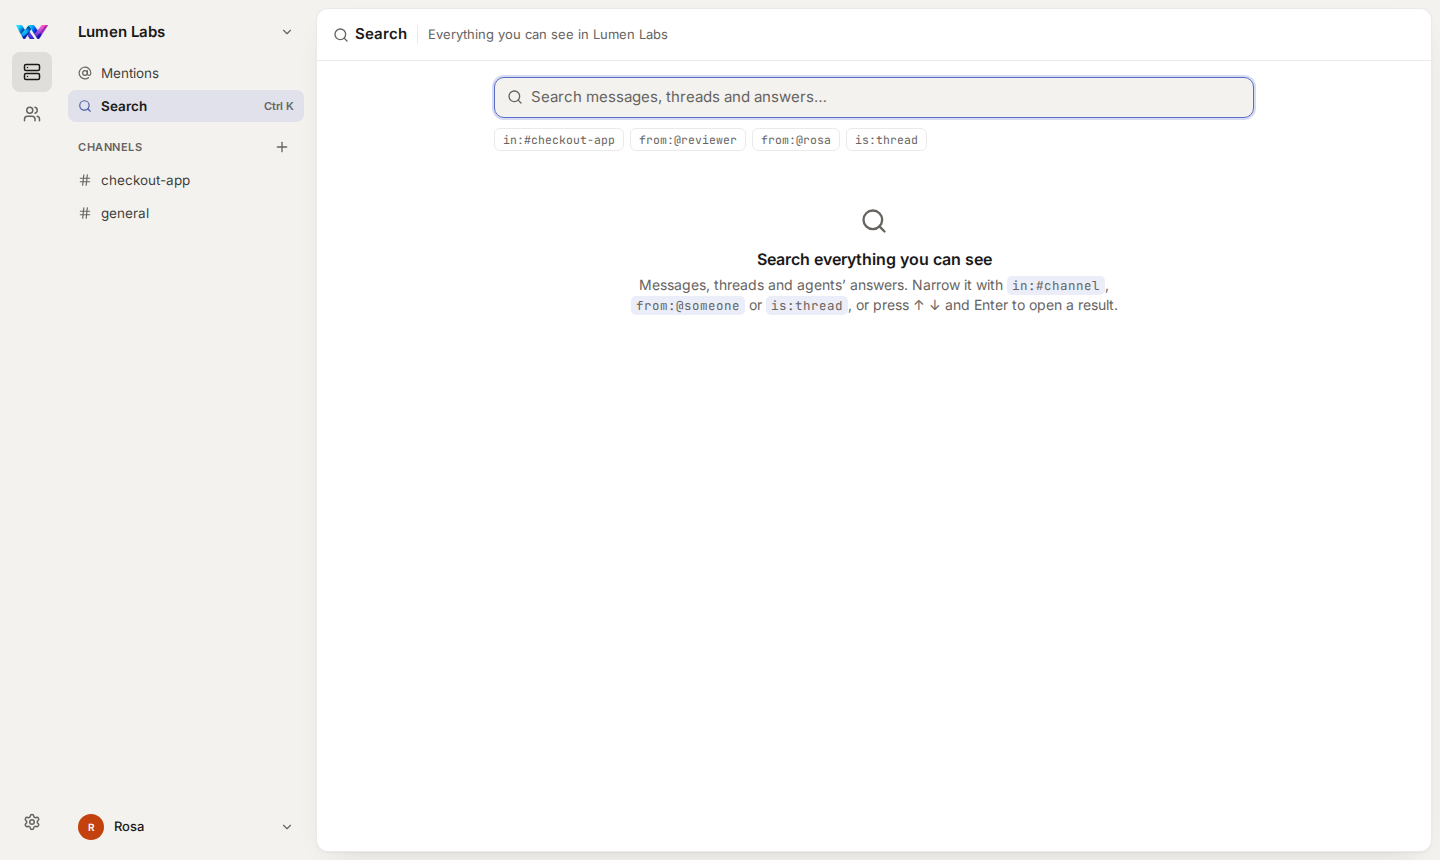 Lumen Labs
Mentions
Search
Ctrl K
CHANNELS
checkout-app
general
R
Rosa
Search
Everything you can see in Lumen Labs
Search messages, threads and answers...
in:#checkout-app
from:@reviewer
from:@rosa
is:thread
Search everything you can see
Messages, threads and agents’ answers. Narrow it with in:#channel,
from:@someone or is:thread, or press ↑ ↓ and Enter to open a result.